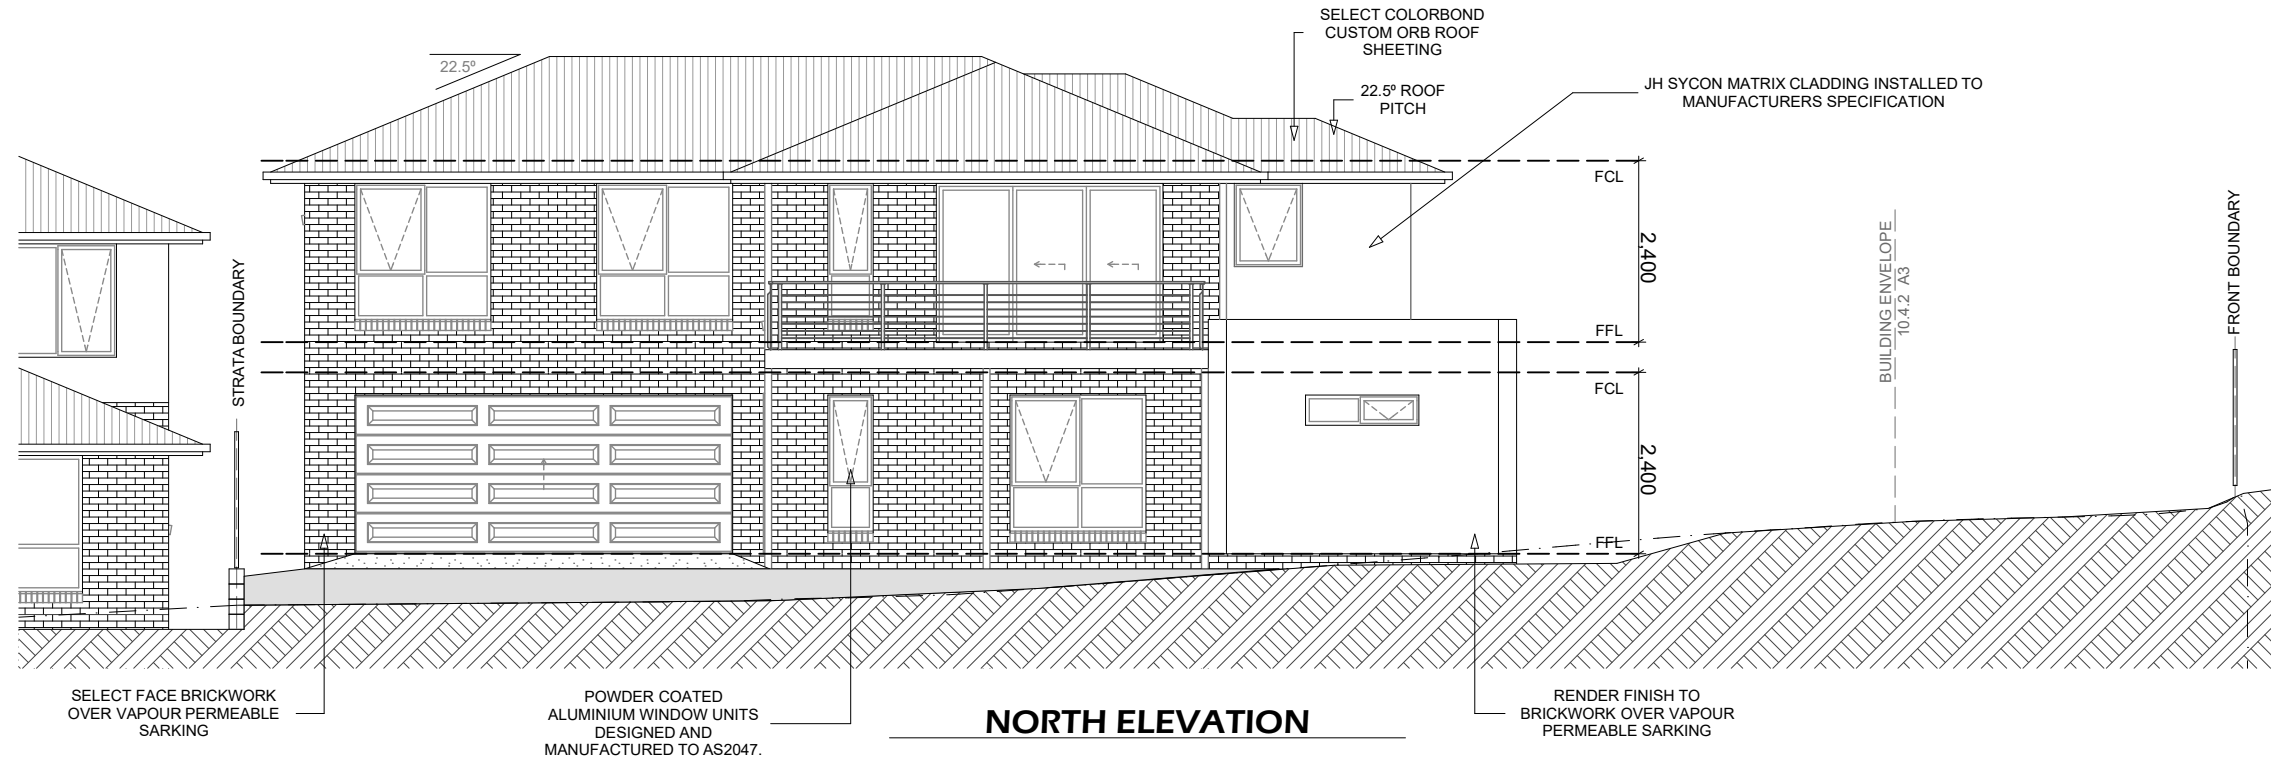 SELECT COLORBOND
CUSTOM ORB ROOF
SHEETING
22.5º
22.5º ROOF
PITCH
JH SYCON MATRIX CLADDING INSTALLED TO
MANUFACTURERS SPECIFICATION
FCL
2,400
FFL
FCL
2,400
FFL
STRATA BOUNDARY
BUILDING ENVELOPE
10.4.2 A3
FRONT BOUNDARY
SELECT FACE BRICKWORK
OVER VAPOUR PERMEABLE
SARKING
POWDER COATED
ALUMINIUM WINDOW UNITS
DESIGNED AND
MANUFACTURED TO AS2047.
NORTH ELEVATION
RENDER FINISH TO
BRICKWORK OVER VAPOUR
PERMEABLE SARKING